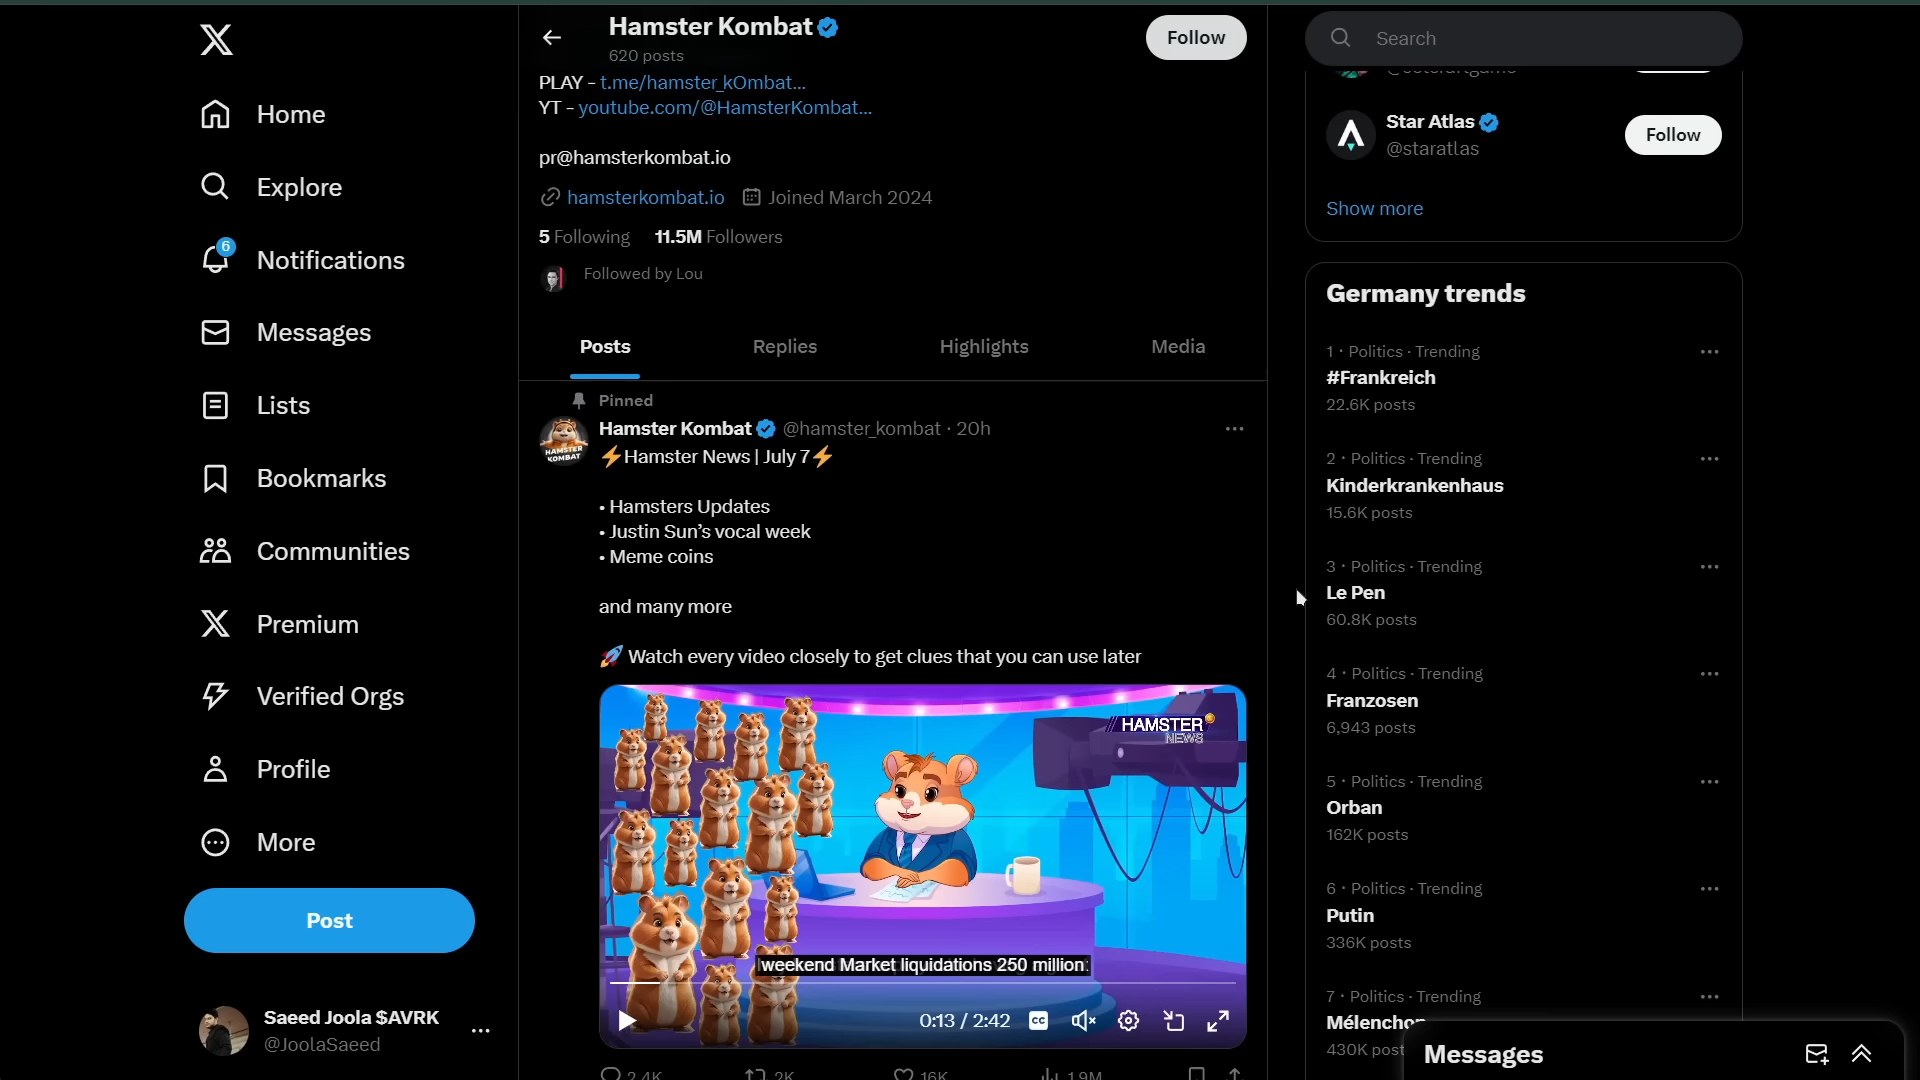 Home
Explore
6
Notifications
Messages
Lists
Bookmarks
Communities
Premium
Verified Orgs
Profile
More
Post
Saeed Joola $AVRK
@JoolaSaeed
Hamster Kombat
620 posts
Follow
PLAY - t.me/hamster_kOmbat...
YT - youtube.com/@HamsterKombat...
pr@hamsterkombat.io
hamsterkombat.io Joined March 2024
5 Following 11.5M Followers
Followed by Lou
Posts Replies Highlights Media
Pinned
Hamster Kombat @hamster_kombat · 20h
HAMSTER
KOMBAT
⚡Hamster News | July 7⚡
• Hamsters Updates
• Justin Sun’s vocal week
• Meme coins
and many more
🚀 Watch every video closely to get clues that you can use later
HAMSTER
NEWS
weekend Market liquidations 250 million
0:13 / 2:42 CC
2.4K 2K 16K 1.9M
Search
Star Atlas
@staratlas
Follow
Show more
Germany trends
1 · Politics · Trending
#Frankreich
22.6K posts
2 · Politics · Trending
Kinderkrankenhaus
15.6K posts
3 · Politics · Trending
Le Pen
60.8K posts
4 · Politics · Trending
Franzosen
6,943 posts
5 · Politics · Trending
Orban
162K posts
6 · Politics · Trending
Putin
336K posts
7 · Politics · Trending
Mélenchon
430K post
Messages